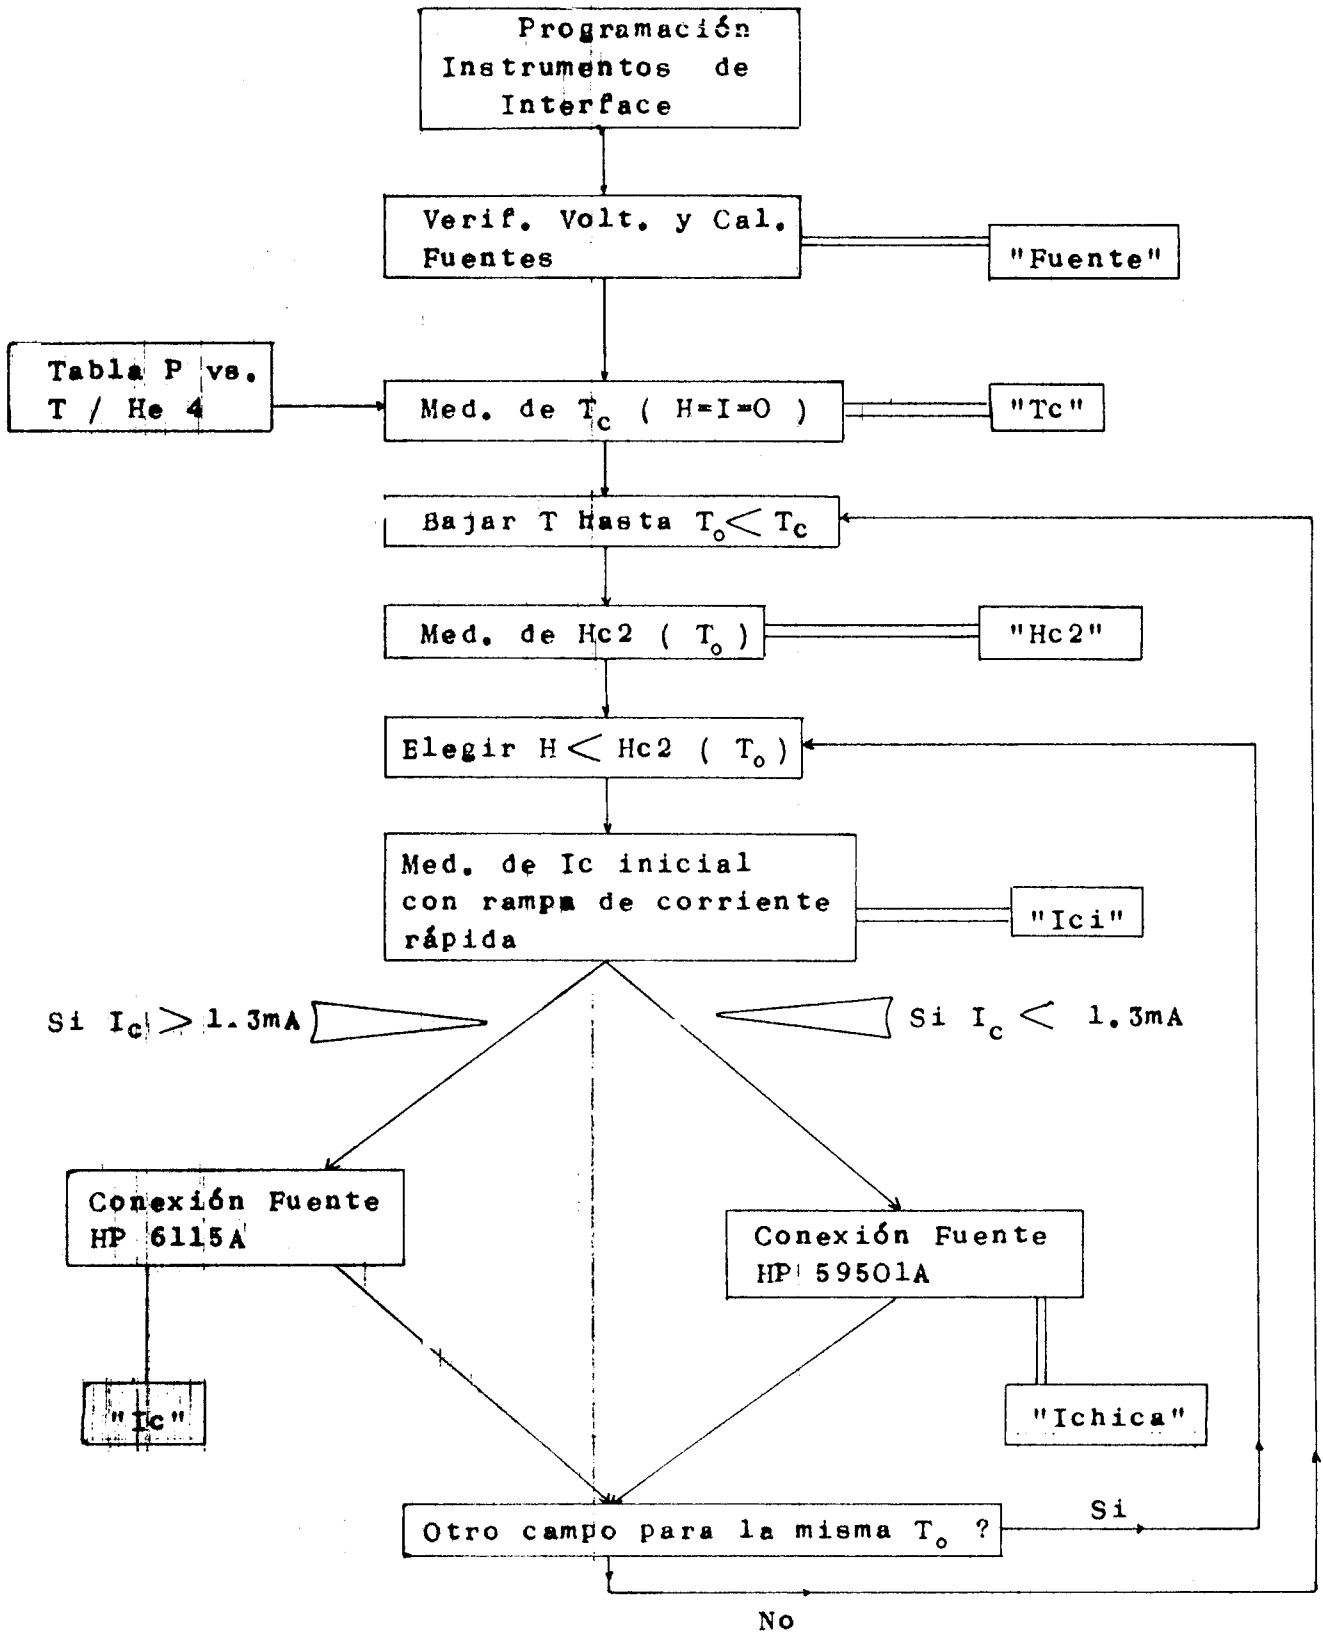 Programación
Instrumentos de
Interface
Verif. Volt. y Cal.
Fuentes
"Fuente"
Tabla P vs.
T / He 4
Med. de Tc ( H=I=0 )
"Tc"
Bajar T hasta To < Tc
Med. de Hc2 ( To )
"Hc2"
Elegir H < Hc2 ( To )
Med. de Ic inicial
con rampa de corriente
rápida
"Ici"
Si Ic > 1.3mA
Si Ic < 1.3mA
Conexión Fuente
HP 6115A
Conexión Fuente
HP 59501A
"Ic"
"Ichica"
Otro campo para la misma To ?
Si
No